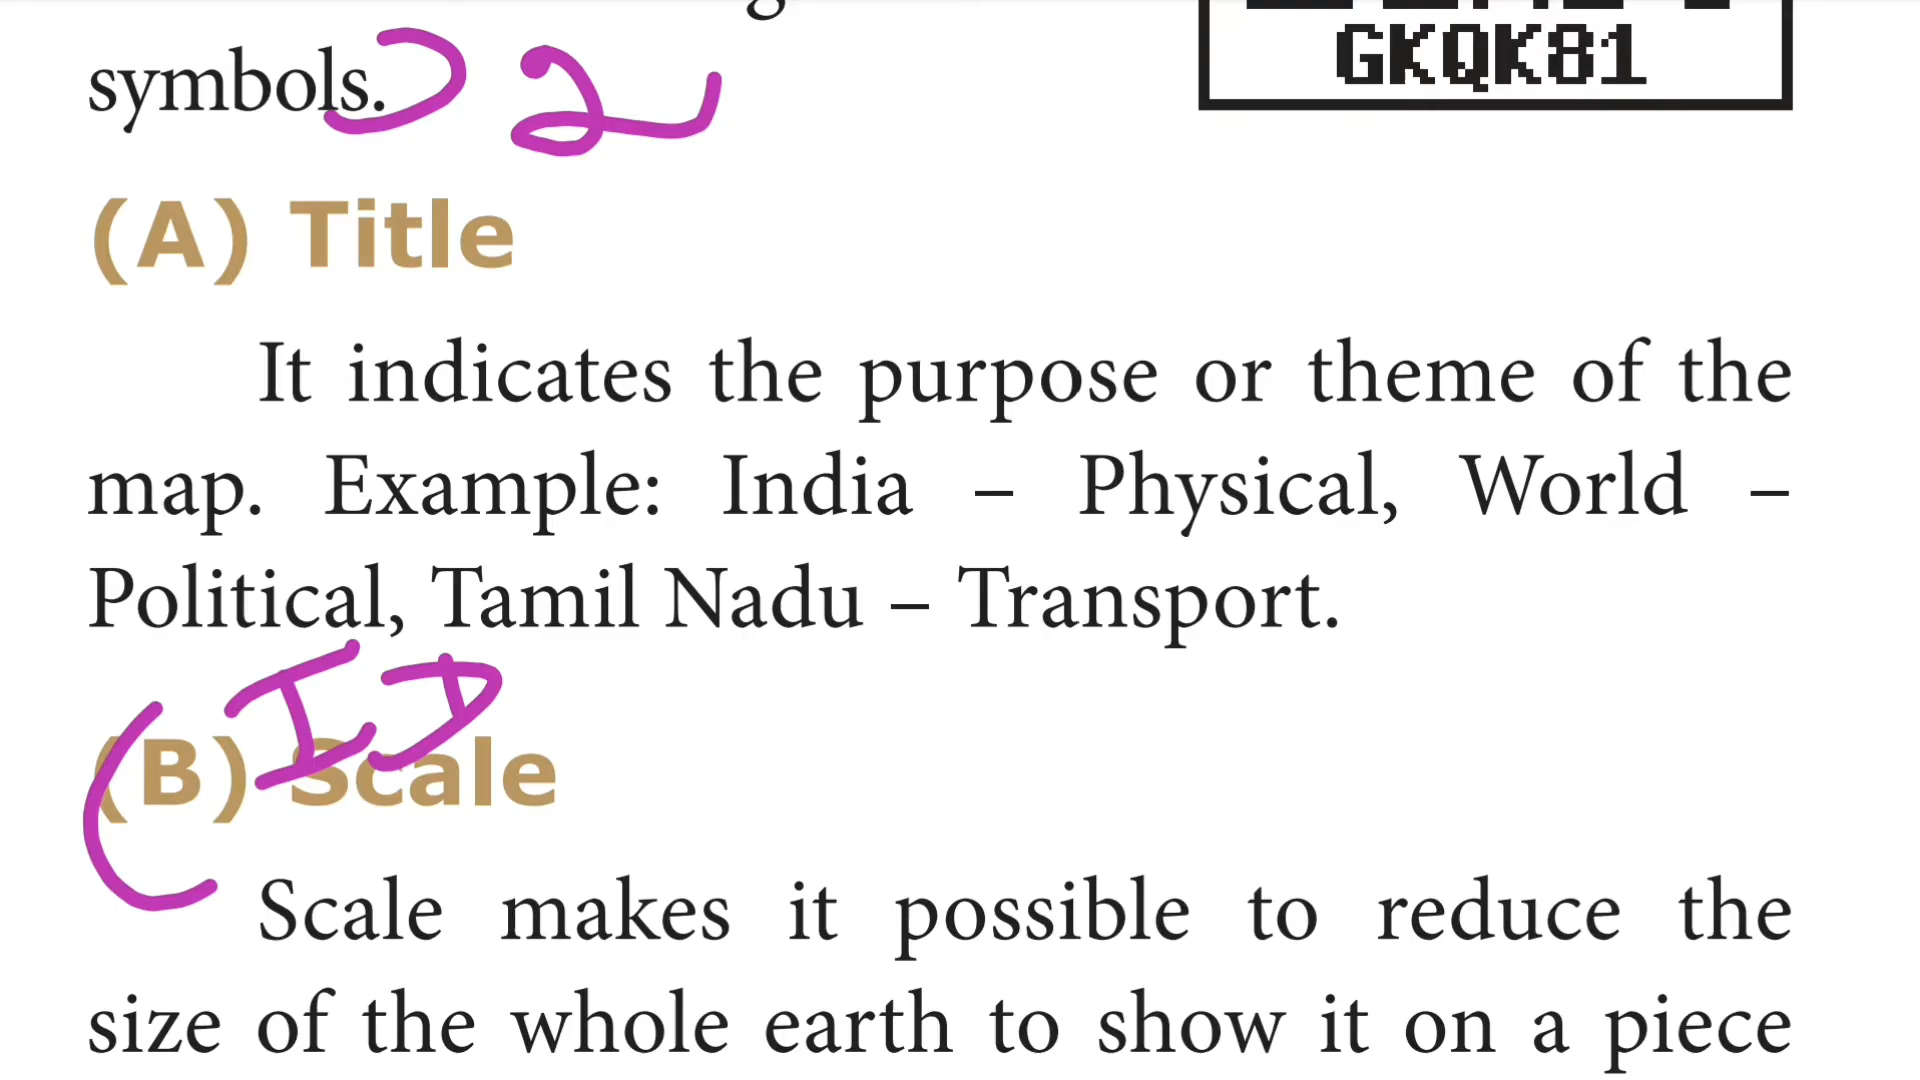 symbols. 2
GKQK81
(A) Title
It indicates the purpose or theme of the
map. Example: India – Physical, World –
Political, Tamil Nadu – Transport.
ID
(B) Scale
Scale makes it possible to reduce the
size of the whole earth to show it on a piece